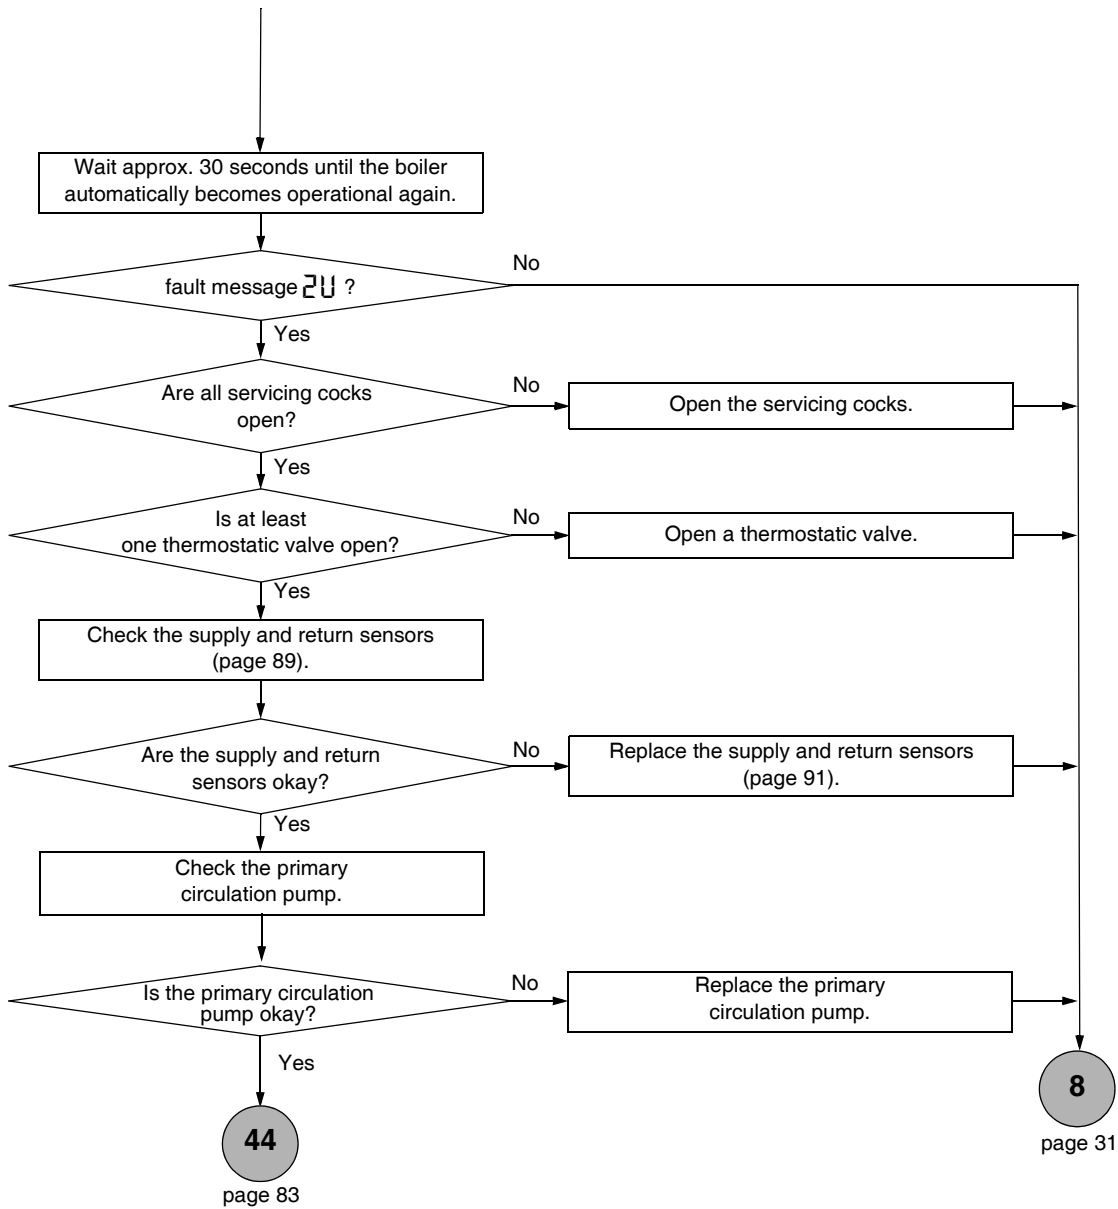 Wait approx. 30 seconds until the boiler
automatically becomes operational again.
No
fault message 2U ?
Yes
Are all servicing cocks
open?
No
Open the servicing cocks.
Yes
Is at least
one thermostatic valve open?
No
Open a thermostatic valve.
Yes
Check the supply and return sensors
(page 89).
Are the supply and return
sensors okay?
No
Replace the supply and return sensors
(page 91).
Yes
Check the primary
circulation pump.
Is the primary circulation
pump okay?
No
Replace the primary
circulation pump.
Yes
8
page 31
44
page 83